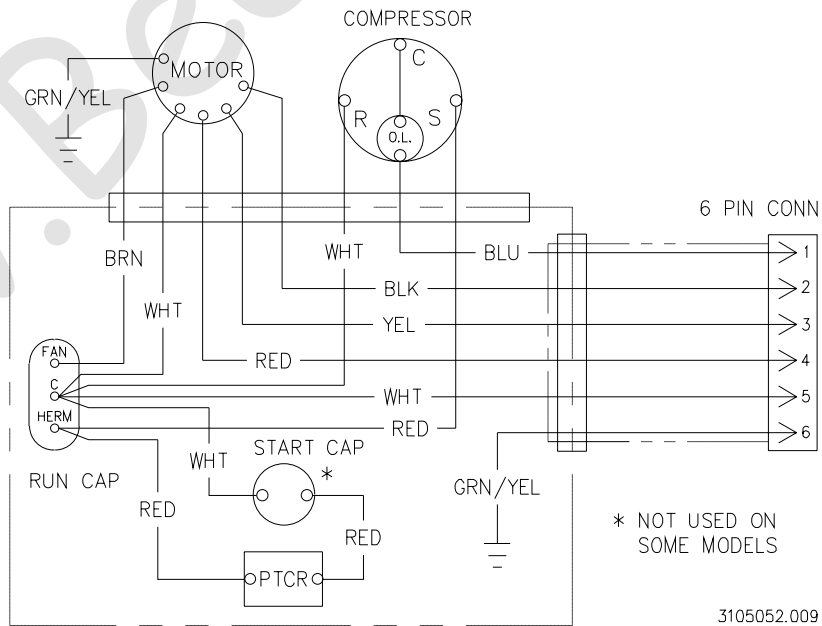 COMPRESSOR
MOTOR
C
GRN/YEL
R
S
O.L.
6 PIN CONN
BRN
WHT
BLU
1
BLK
2
WHT
YEL
3
FAN
RED
4
C
WHT
5
HERM
RED
6
START CAP
WHT
*
RUN CAP
GRN/YEL
RED
* NOT USED ON
SOME MODELS
RED
PTCR
3105052.009